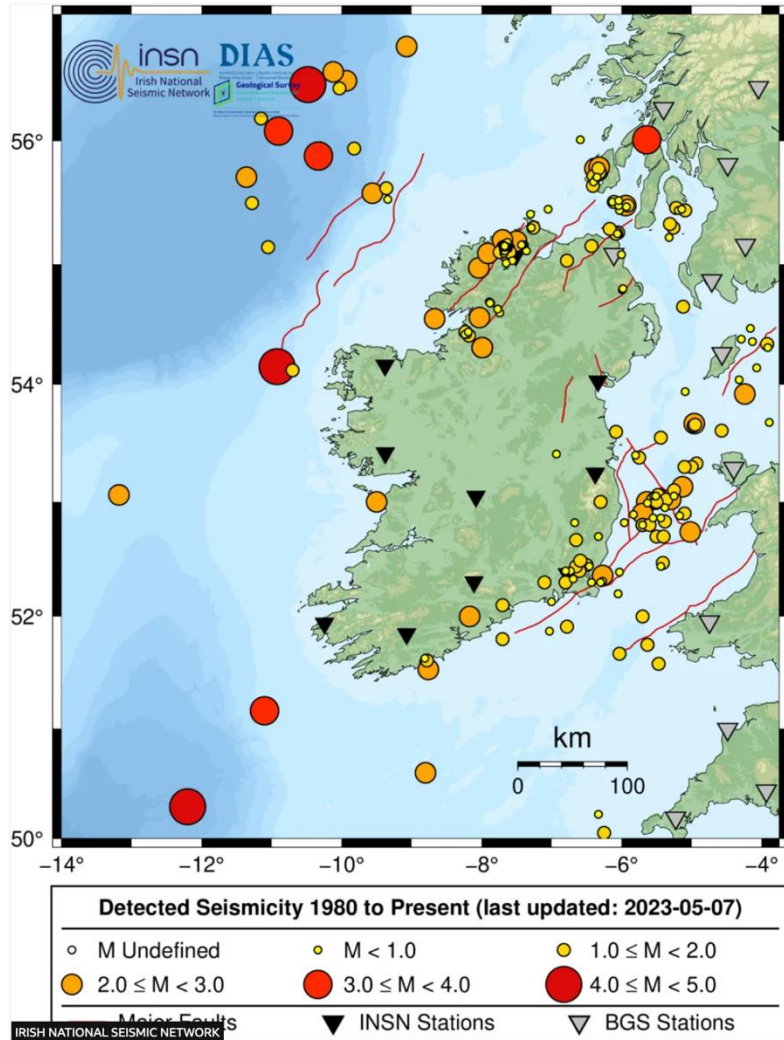 insn
Irish National
Seismic Network
DIAS
Geological Survey
56°
54°
52°
50°
km
0 100
−14° −12° −10° −8° −6° −4°
Detected Seismicity 1980 to Present (last updated: 2023-05-07)
M Undefined M < 1.0 1.0 ≤ M < 2.0
2.0 ≤ M < 3.0 3.0 ≤ M < 4.0 4.0 ≤ M < 5.0
Major Faults INSN Stations BGS Stations
IRISH NATIONAL SEISMIC NETWORK